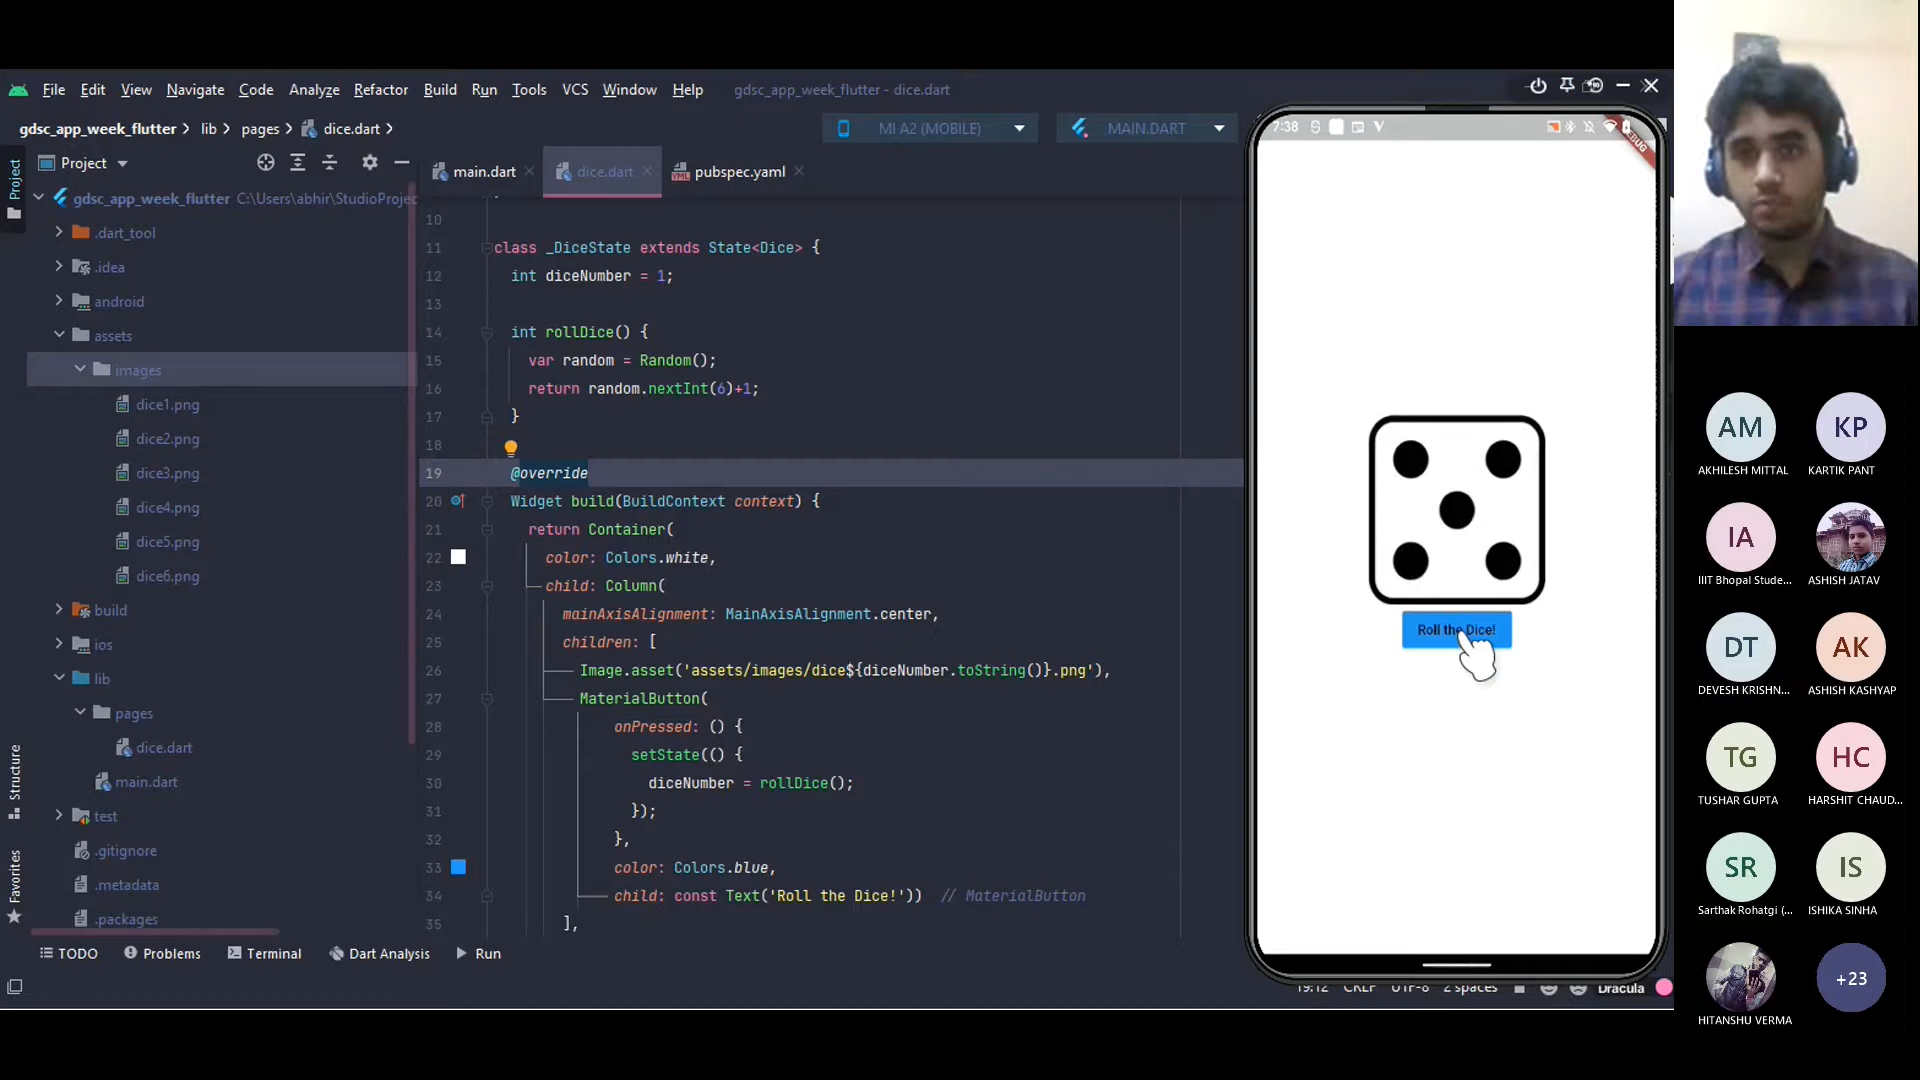 File Edit View Navigate Code Analyze Refactor Build Run Tools VCS Window Help gdsc_app_week_flutter - dice.dart
gdsc_app_week_flutter lib pages dice.dart
MI A2 (MOBILE) MAIN.DART
Project
Project
main.dart dice.dart pubspec.yaml
gdsc_app_week_flutter C:\Users\abhir\StudioProjec
.dart_tool
.idea
android
assets
images
dice1.png
dice2.png
dice3.png
dice4.png
dice5.png
dice6.png
build
ios
lib
pages
dice.dart
main.dart
test
.gitignore
.metadata
.packages
Structure
Favorites
10
11 class _DiceState extends State<Dice> {
12 int diceNumber = 1;
13
14 int rollDice() {
15 var random = Random();
16 return random.nextInt(6)+1;
17 }
18
19 @override
20 Widget build(BuildContext context) {
21 return Container(
22 color: Colors.white,
23 child: Column(
24 mainAxisAlignment: MainAxisAlignment.center,
25 children: [
26 Image.asset('assets/images/dice${diceNumber.toString()}.png'),
27 MaterialButton(
28 onPressed: () {
29 setState(() {
30 diceNumber = rollDice();
31 });
32 },
33 color: Colors.blue,
34 child: const Text('Roll the Dice!')) // MaterialButton
35 ],
TODO Problems Terminal Dart Analysis Run
19:12 CRLF UTF-8 2 spaces Dracula
7:38
Roll the Dice!
AM
AKHILESH MITTAL
KP
KARTIK PANT
IA
IIIT Bhopal Stude...
ASHISH JATAV
DT
DEVESH KRISHN...
AK
ASHISH KASHYAP
TG
TUSHAR GUPTA
HC
HARSHIT CHAUD...
SR
Sarthak Rohatgi (...
IS
ISHIKA SINHA
HITANSHU VERMA
+23